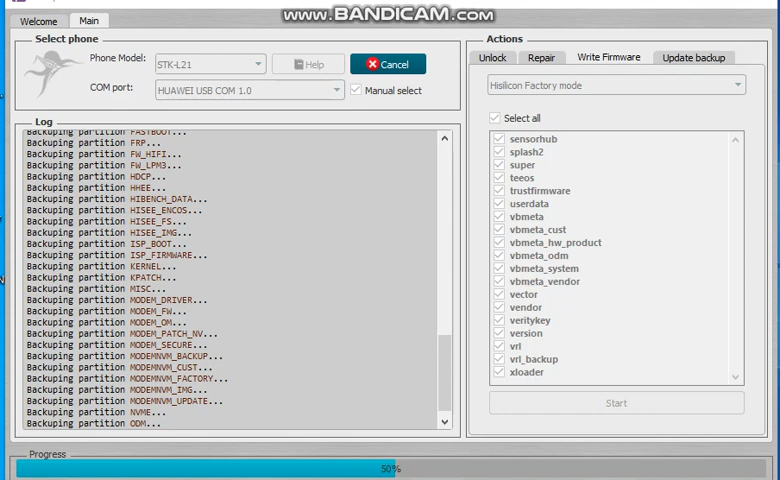 www.BANDICAM.com
Welcome
Main
Select phone
Phone Model:
STK-L21
Help
Cancel
COM port:
HUAWEI USB COM 1.0
Manual select
Log
Backuping partition FASTBOOT...
Backuping partition FRP...
Backuping partition FW_HIFI...
Backuping partition FW_LPM3...
Backuping partition HDCP...
Backuping partition HHEE...
Backuping partition HIBENCH_DATA...
Backuping partition HISEE_ENCOS...
Backuping partition HISEE_FS...
Backuping partition HISEE_IMG...
Backuping partition ISP_BOOT...
Backuping partition ISP_FIRMWARE...
Backuping partition KERNEL...
Backuping partition KPATCH...
Backuping partition MISC...
Backuping partition MODEM_DRIVER...
Backuping partition MODEM_FW...
Backuping partition MODEM_OM...
Backuping partition MODEM_PATCH_NV...
Backuping partition MODEM_SECURE...
Backuping partition MODEMNVM_BACKUP...
Backuping partition MODEMNVM_CUST...
Backuping partition MODEMNVM_FACTORY...
Backuping partition MODEMNVM_IMG...
Backuping partition MODEMNVM_UPDATE...
Backuping partition NVME...
Backuping partition ODM...
Actions
Unlock
Repair
Write Firmware
Update backup
Hisilicon Factory mode
Select all
sensorhub
splash2
super
teeos
trustfirmware
userdata
vbmeta
vbmeta_cust
vbmeta_hw_product
vbmeta_odm
vbmeta_system
vbmeta_vendor
vector
vendor
veritykey
version
vrl
vrl_backup
xloader
Start
Progress
50%